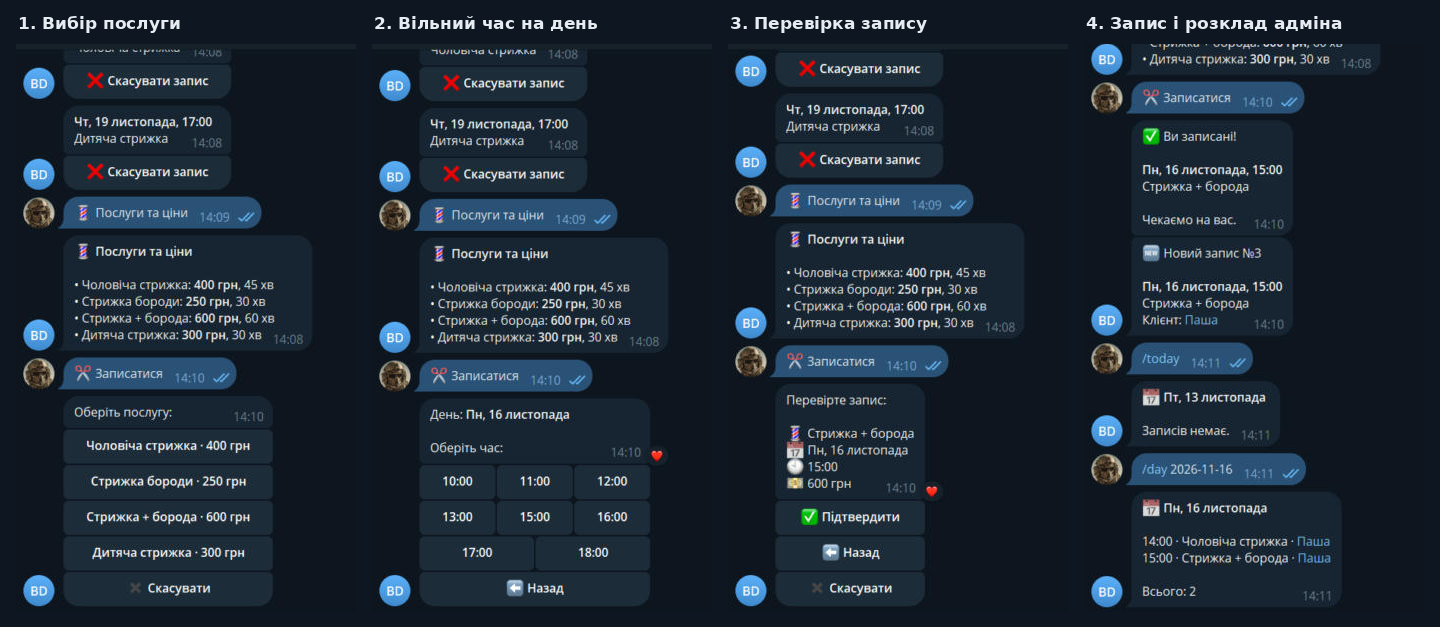 1. Вибір послуги
Чоловіча стрижка 14:08
BD
❌ Скасувати запис
Чт, 19 листопада, 17:00
Дитяча стрижка 14:08
BD
❌ Скасувати запис
💈 Послуги та ціни 14:09
💈 Послуги та ціни
• Чоловіча стрижка: 400 грн, 45 хв
• Стрижка бороди: 250 грн, 30 хв
• Стрижка + борода: 600 грн, 60 хв
• Дитяча стрижка: 300 грн, 30 хв 14:08
BD
✂️ Записатися 14:10
Оберіть послугу: 14:10
Чоловіча стрижка · 400 грн
Стрижка бороди · 250 грн
Стрижка + борода · 600 грн
Дитяча стрижка · 300 грн
BD
✖ Скасувати
2. Вільний час на день
Чоловіча стрижка 14:08
BD
❌ Скасувати запис
Чт, 19 листопада, 17:00
Дитяча стрижка 14:08
BD
❌ Скасувати запис
💈 Послуги та ціни 14:09
💈 Послуги та ціни
• Чоловіча стрижка: 400 грн, 45 хв
• Стрижка бороди: 250 грн, 30 хв
• Стрижка + борода: 600 грн, 60 хв
• Дитяча стрижка: 300 грн, 30 хв 14:08
BD
✂️ Записатися 14:10
День: Пн, 16 листопада
Оберіть час: 14:10
10:00 11:00 12:00
13:00 15:00 16:00
17:00 18:00
BD
⬅️ Назад
3. Перевірка запису
BD
❌ Скасувати запис
Чт, 19 листопада, 17:00
Дитяча стрижка 14:08
BD
❌ Скасувати запис
💈 Послуги та ціни 14:09
💈 Послуги та ціни
• Чоловіча стрижка: 400 грн, 45 хв
• Стрижка бороди: 250 грн, 30 хв
• Стрижка + борода: 600 грн, 60 хв
• Дитяча стрижка: 300 грн, 30 хв 14:08
BD
✂️ Записатися 14:10
Перевірте запис:
💈 Стрижка + борода
📅 Пн, 16 листопада
🕒 15:00
💴 600 грн 14:10
✅ Підтвердити
⬅️ Назад
BD
✖ Скасувати
4. Запис і розклад адміна
• Стрижка + борода: 600 грн, 60 хв
• Дитяча стрижка: 300 грн, 30 хв 14:08
BD
✂️ Записатися 14:10
✅ Ви записані!
Пн, 16 листопада, 15:00
Стрижка + борода
Чекаємо на вас. 14:10
🆕 Новий запис №3
Пн, 16 листопада, 15:00
Стрижка + борода
Клієнт: Паша 14:10
BD
/today 14:11
📅 Пт, 13 листопада
Записів немає. 14:11
BD
/day 2026-11-16 14:11
📅 Пн, 16 листопада
14:00 · Чоловіча стрижка · Паша
15:00 · Стрижка + борода · Паша
Всього: 2 14:11
BD